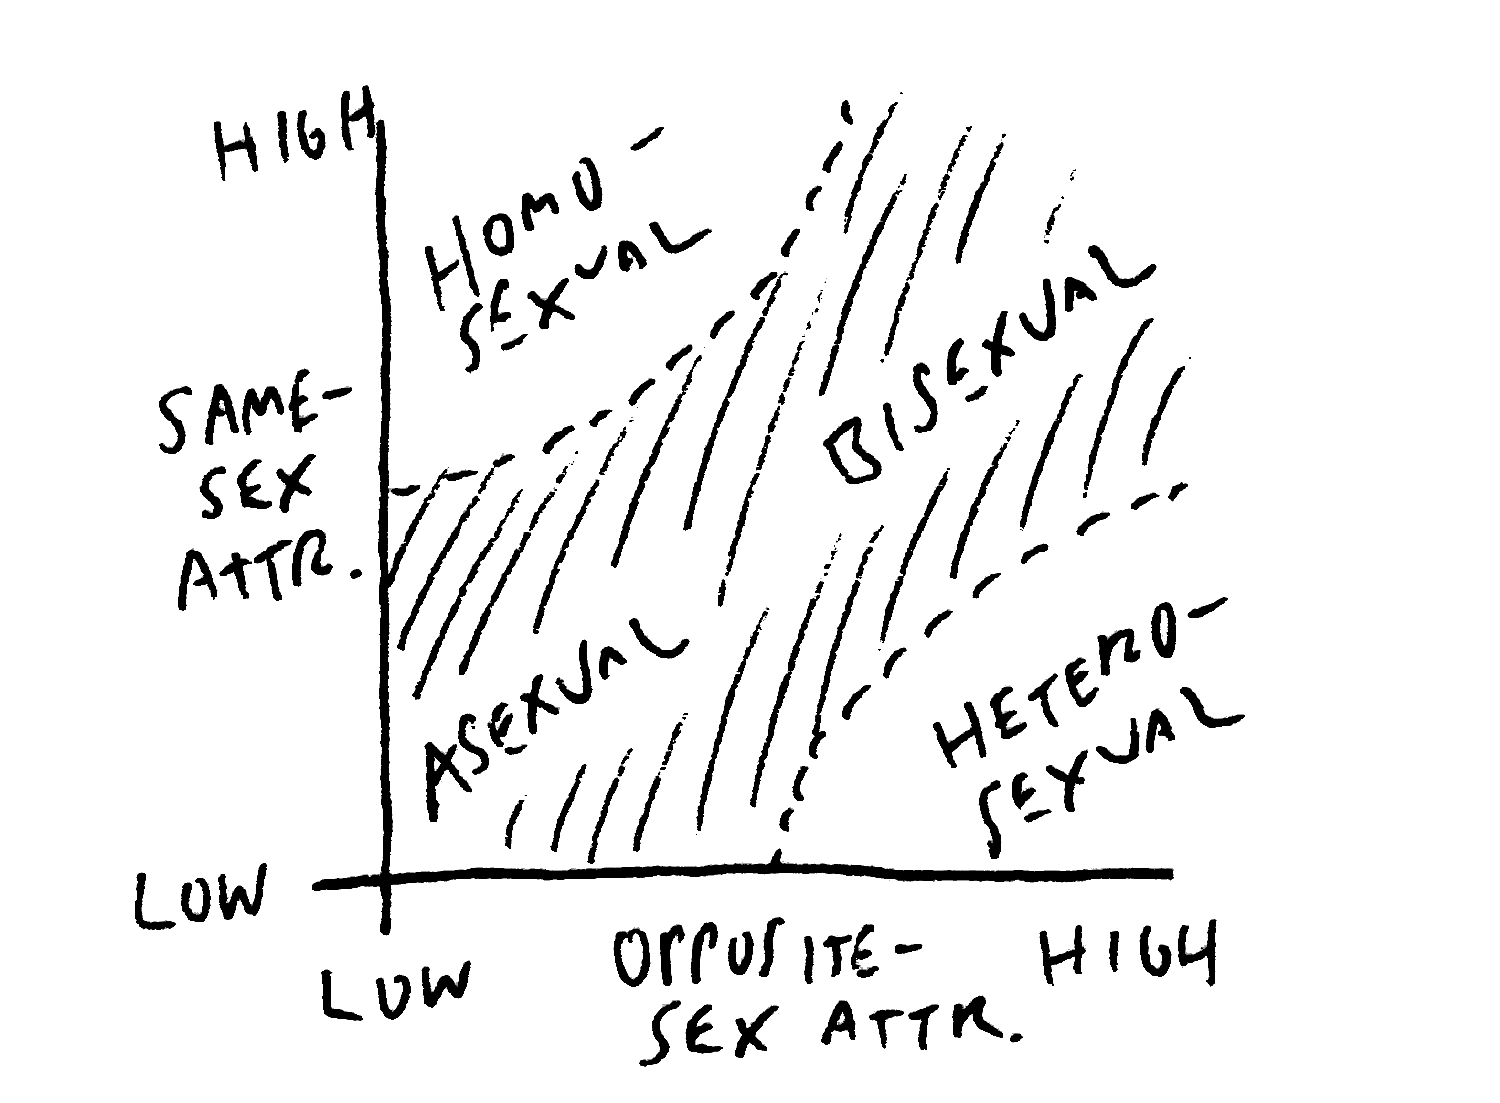 HIGH
HOMO-
SEXUAL
BISEXUAL
SAME-
SEX
ATTR.
ASEXUAL
HETERO-
SEXUAL
LOW
LOW
OPPOSITE-
SEX ATTR.
HIGH